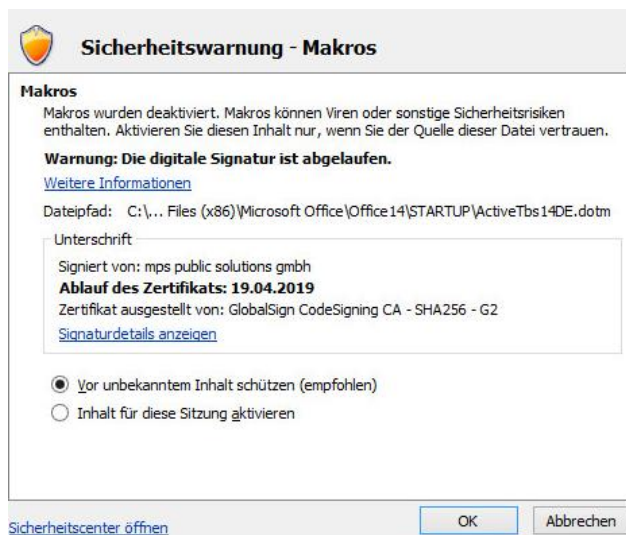 Sicherheitswarnung - Makros
Makros
Makros wurden deaktiviert. Makros können Viren oder sonstige Sicherheitsrisiken
enthalten. Aktivieren Sie diesen Inhalt nur, wenn Sie der Quelle dieser Datei vertrauen.
Warnung: Die digitale Signatur ist abgelaufen.
Weitere Informationen
Dateipfad: C:\... Files (x86)\Microsoft Office\Office14\STARTUP\ActiveTbs14DE.dotm
Unterschrift
Signiert von: mps public solutions gmbh
Ablauf des Zertifikats: 19.04.2019
Zertifikat ausgestellt von: GlobalSign CodeSigning CA - SHA256 - G2
Signaturdetails anzeigen
Vor unbekanntem Inhalt schützen (empfohlen)
Inhalt für diese Sitzung aktivieren
Sicherheitscenter öffnen
OK
Abbrechen